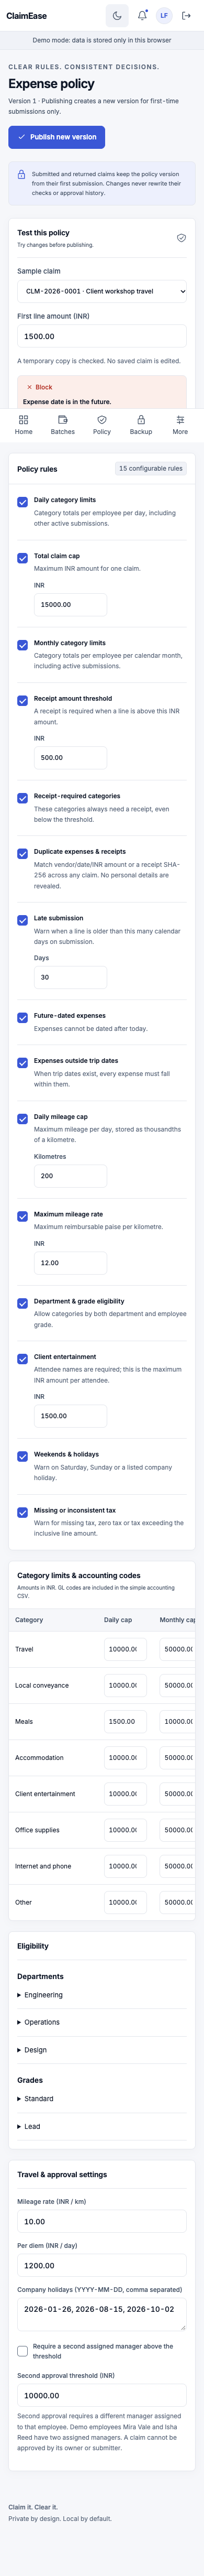 ClaimEase
LF
Demo mode: data is stored only in this browser
CLEAR RULES. CONSISTENT DECISIONS.
Expense policy
Version 1 · Publishing creates a new version for first-time
submissions only.
Publish new version
Submitted and returned claims keep the policy version
from their first submission. Changes never rewrite their
checks or approval history.
Test this policy
Try changes before publishing.
Sample claim
CLM-2026-0001 · Client workshop travel
First line amount (INR)
1500.00
A temporary copy is checked. No saved claim is edited.
Block
Expense date is in the future.
Home
Batches
Policy
Backup
More
Policy rules
15 configurable rules
Daily category limits
Category totals per employee per day, including
other active submissions.
Total claim cap
Maximum INR amount for one claim.
INR
15000.00
Monthly category limits
Category totals per employee per calendar month,
including active submissions.
Receipt amount threshold
A receipt is required when a line is above this INR
amount.
INR
500.00
Receipt-required categories
These categories always need a receipt, even
below the threshold.
Duplicate expenses & receipts
Match vendor/date/INR amount or a receipt SHA-
256 across any claim. No personal details are
revealed.
Late submission
Warn when a line is older than this many calendar
days on submission.
Days
30
Future-dated expenses
Expenses cannot be dated after today.
Expenses outside trip dates
When trip dates exist, every expense must fall
within them.
Daily mileage cap
Maximum mileage per day, stored as thousandths
of a kilometre.
Kilometres
200
Maximum mileage rate
Maximum reimbursable paise per kilometre.
INR
12.00
Department & grade eligibility
Allow categories by both department and employee
grade.
Client entertainment
Attendee names are required; this is the maximum
INR amount per attendee.
INR
1500.00
Weekends & holidays
Warn on Saturday, Sunday or a listed company
holiday.
Missing or inconsistent tax
Warn for missing tax, zero tax or tax exceeding the
inclusive line amount.
Category limits & accounting codes
Amounts in INR. GL codes are included in the simple accounting
CSV.
Category Daily cap Monthly cap
Travel 10000.00 50000.0
Local conveyance 10000.00 50000.0
Meals 1500.00 10000.0
Accommodation 10000.00 50000.0
Client entertainment 10000.00 50000.0
Office supplies 10000.00 50000.0
Internet and phone 10000.00 50000.0
Other 10000.00 50000.0
Eligibility
Departments
Engineering
Operations
Design
Grades
Standard
Lead
Travel & approval settings
Mileage rate (INR / km)
10.00
Per diem (INR / day)
1200.00
Company holidays (YYYY-MM-DD, comma separated)
2026-01-26, 2026-08-15, 2026-10-02
Require a second assigned manager above the
threshold
Second approval threshold (INR)
10000.00
Second approval requires a different manager assigned
to that employee. Demo employees Mira Vale and Isha
Reed have two assigned managers. A claim cannot be
approved by its owner or submitter.
Claim it. Clear it.
Private by design. Local by default.